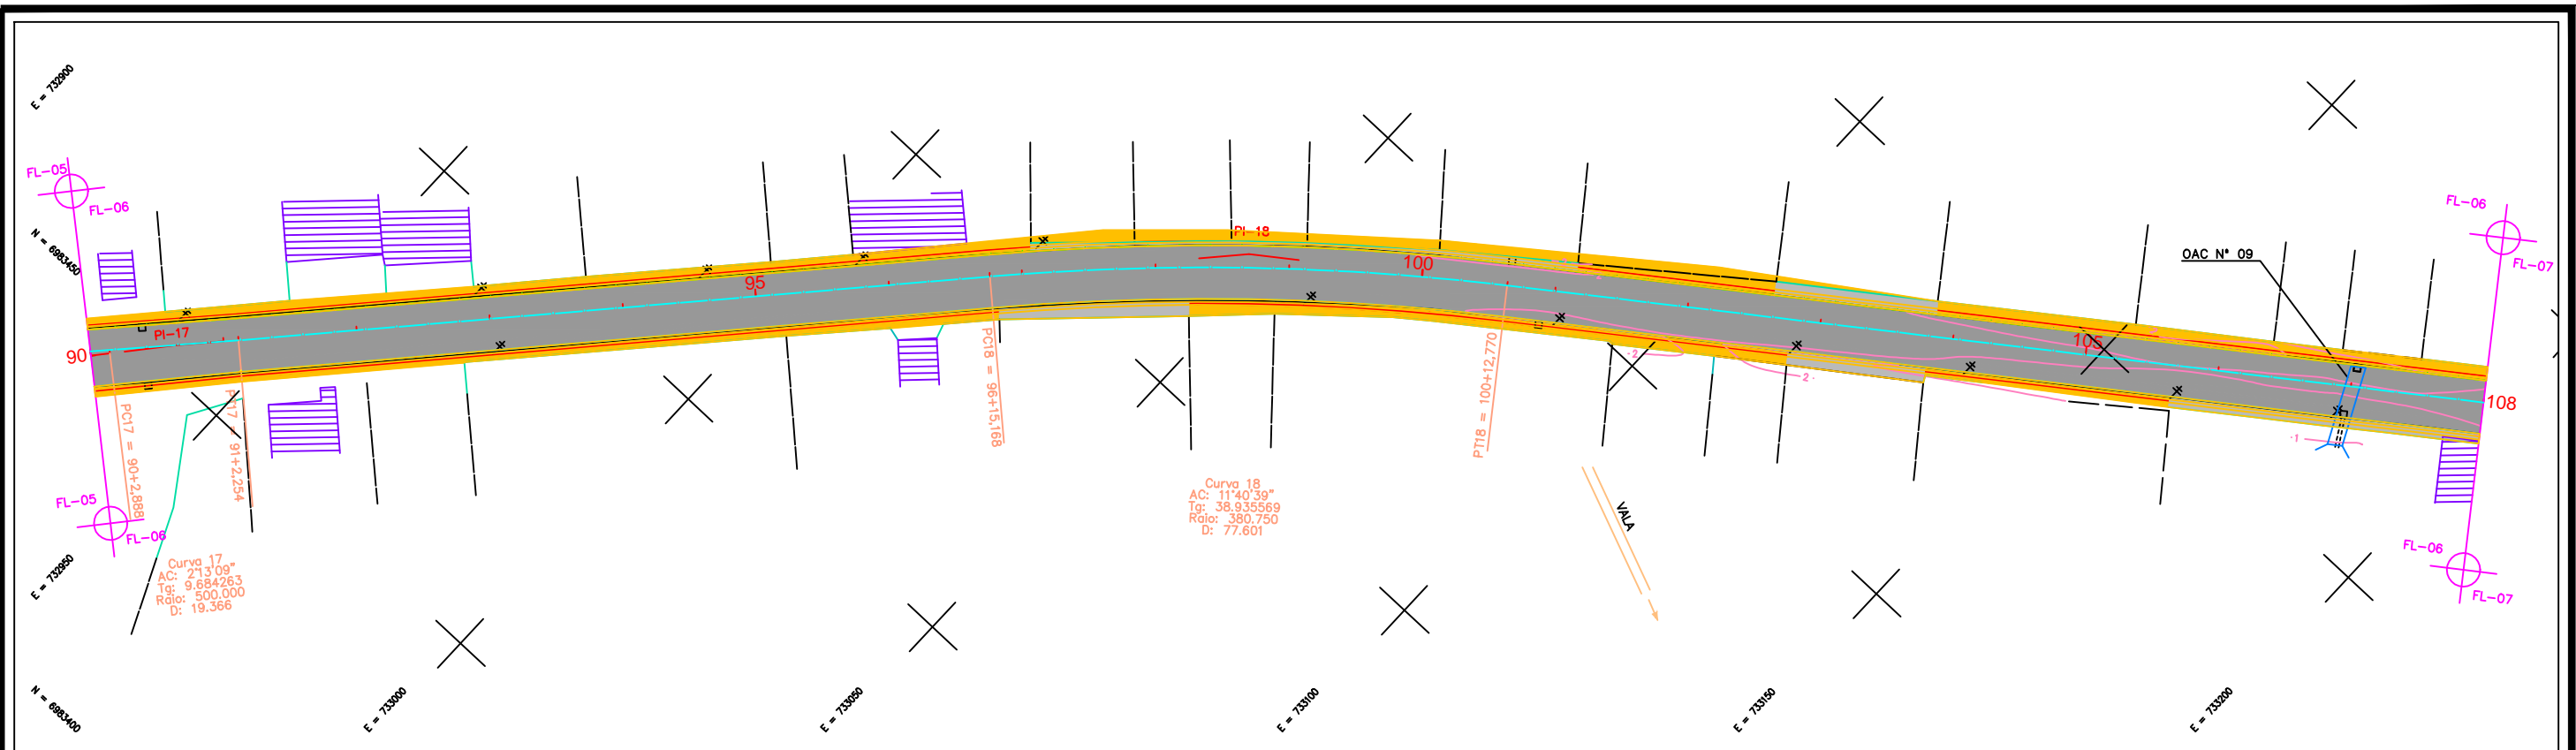 E = 732900
FL-05
FL-06
N = 6983450
PI-17
90
95
PI-18
100
105
OAC N° 09
FL-06
FL-07
108
PC17 = 90+2,888
PT17 = 91+2,254
PC18 = 96+15,168
PT18 = 100+12,770
2
2
1
FL-05
FL-06
Curva 17
AC: 2°13'09"
Tg: 9.684263
Raio: 500.000
D: 19.366
Curva 18
AC: 11°40'39"
Tg: 38.935569
Raio: 380.750
D: 77.601
VALA
FL-06
FL-07
E = 732950
N = 6983400
E = 733000
E = 733050
E = 733100
E = 733150
E = 733200